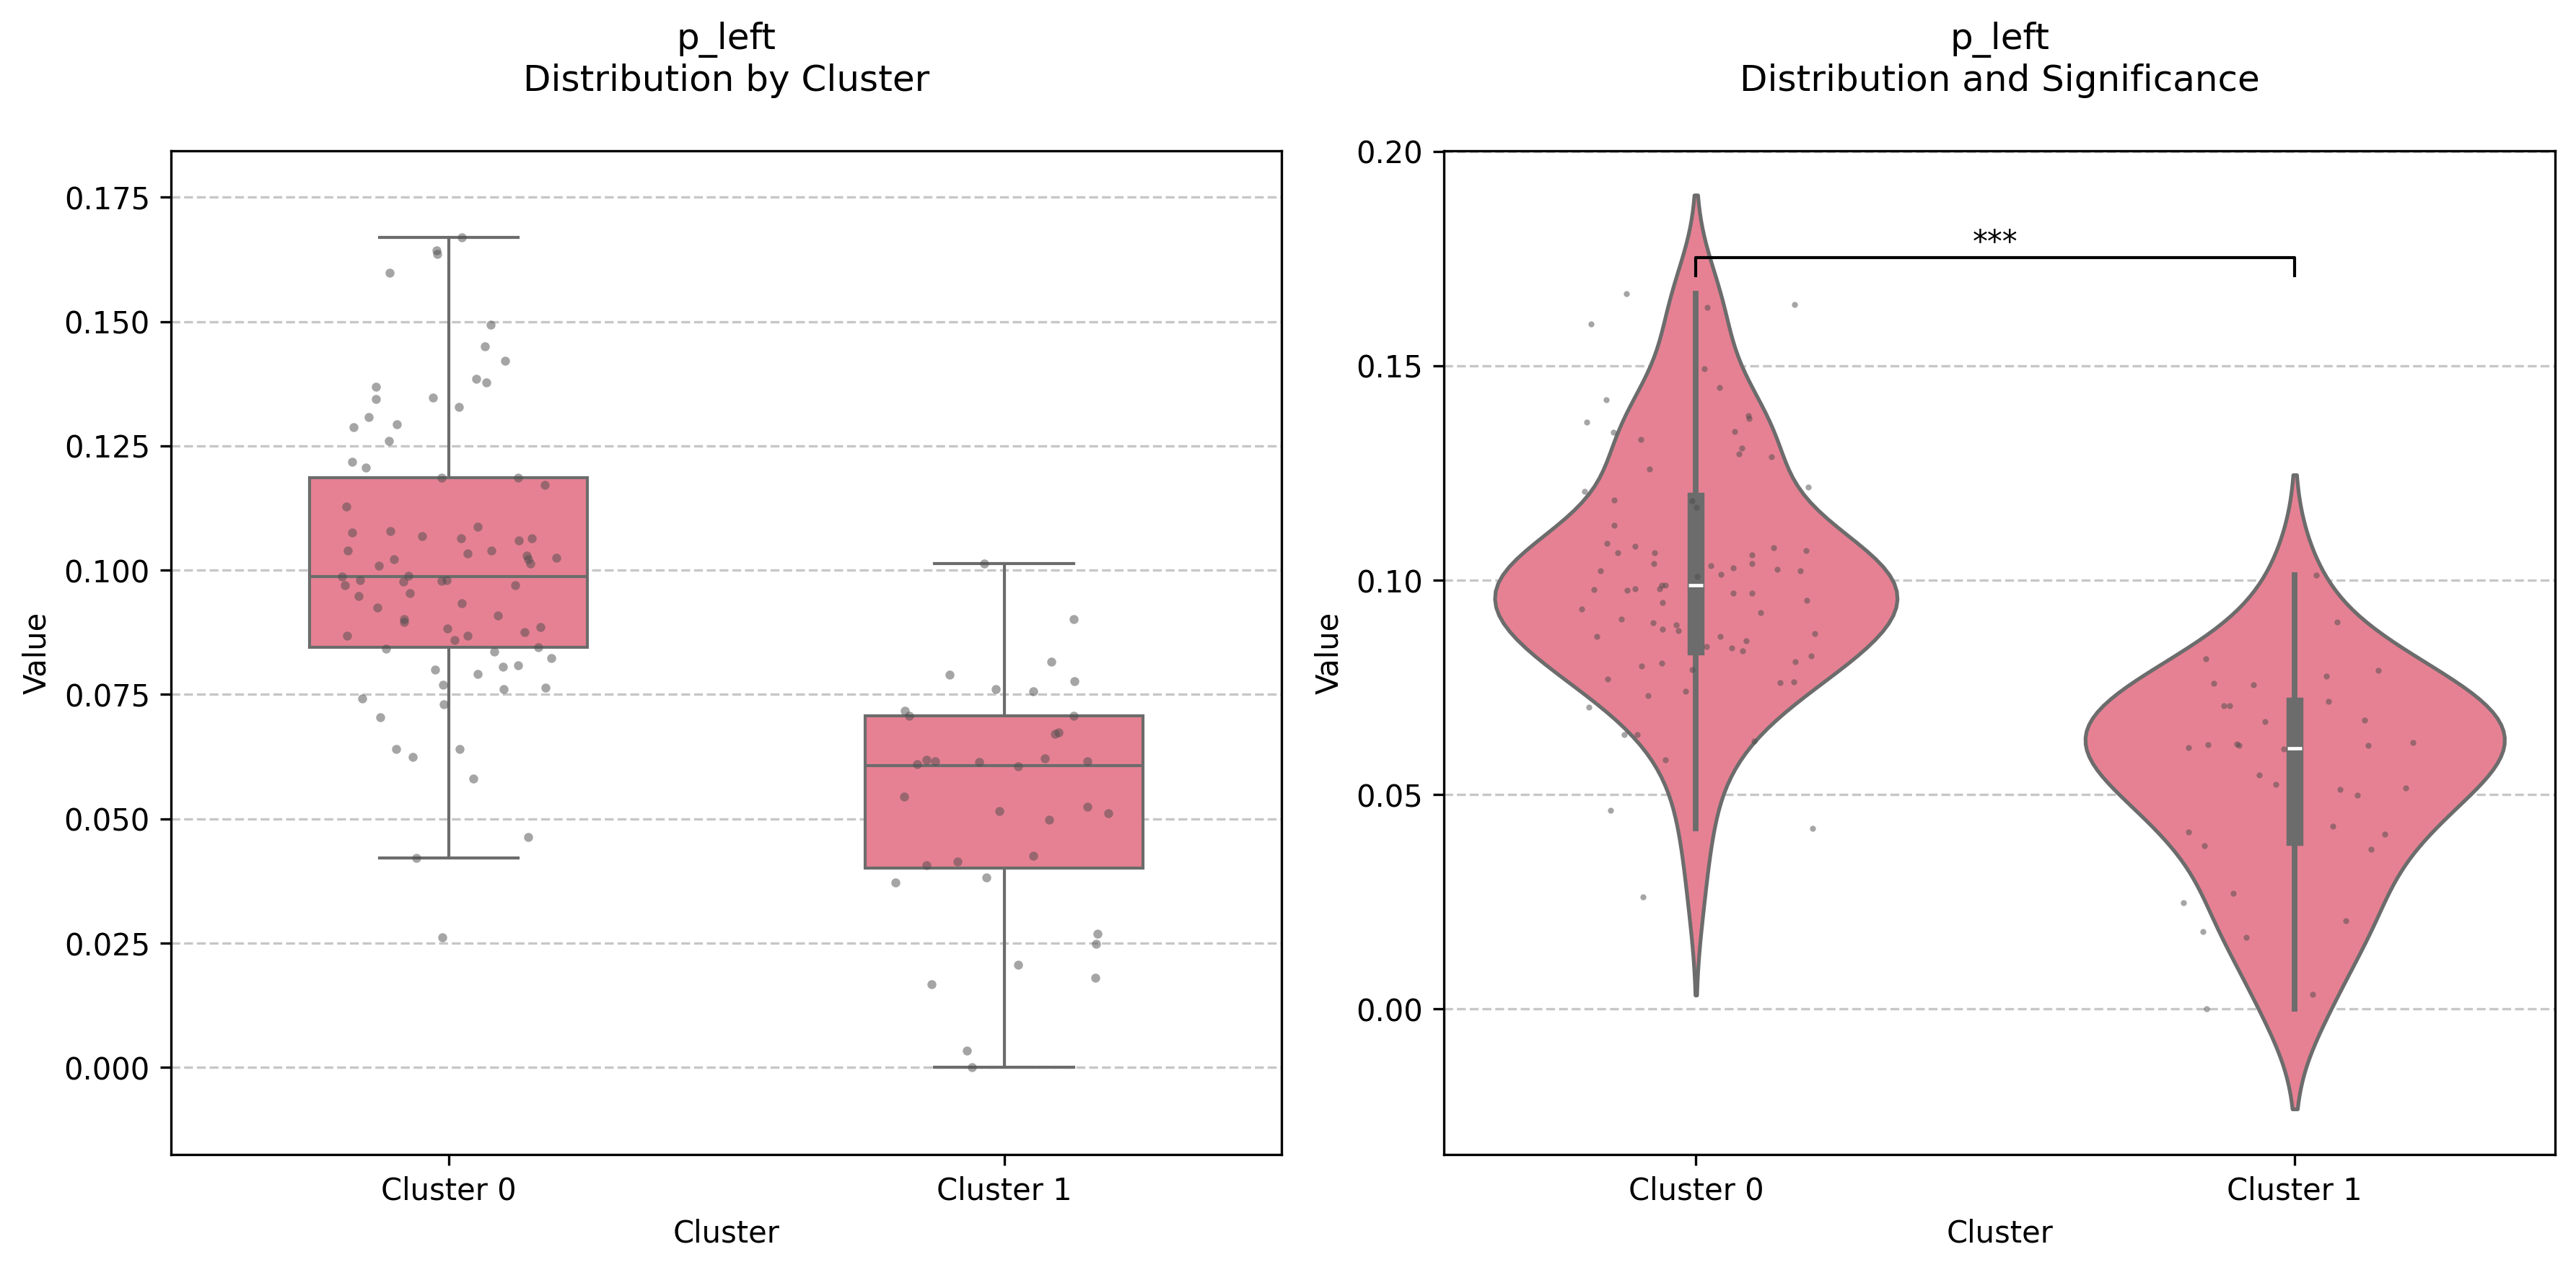 p_left
Distribution by Cluster
Value
0.175
0.150
0.125
0.100
0.075
0.050
0.025
0.000
Cluster 0
Cluster 1
Cluster
p_left
Distribution and Significance
Value
0.20
0.15
0.10
0.05
0.00
***
Cluster 0
Cluster 1
Cluster